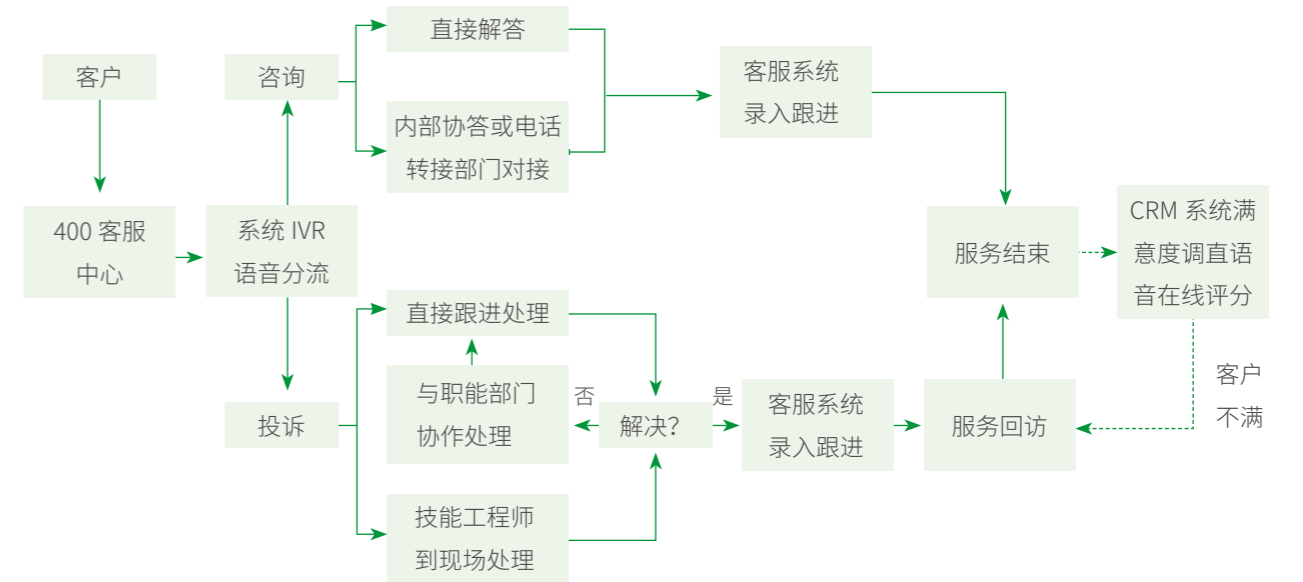 客户
400 客服
中心
系统 IVR
语音分流
咨询
直接解答
内部协答或电话
转接部门对接
客服系统
录入跟进
投诉
直接跟进处理
与职能部门
协作处理
技能工程师
到现场处理
否
解决？
是
客服系统
录入跟进
服务回访
服务结束
CRM 系统满
意度调直语
音在线评分
客户
不满